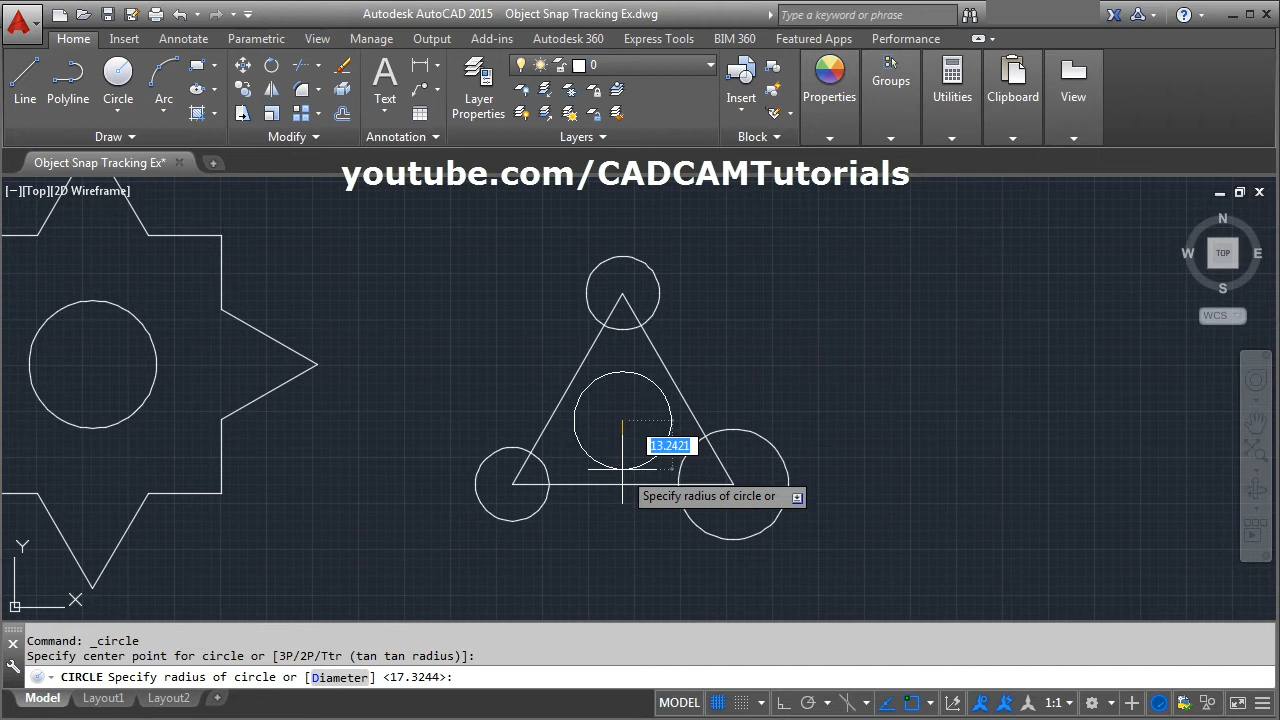 Autodesk AutoCAD 2015 Object Snap Tracking Ex.dwg
Type a keyword or phrase
Home Insert Annotate Parametric View Manage Output Add-ins Autodesk 360 Express Tools BIM 360 Featured Apps Performance
0
Line Polyline Circle Arc Text Layer Properties Insert Properties Groups Utilities Clipboard View
Draw Modify Annotation Layers Block
Object Snap Tracking Ex*
youtube.com/CADCAMTutorials
[−][Top][2D Wireframe]
N
W TOP E
S
WCS
13.2421
Specify radius of circle or
Y
X
Command: _circle
Specify center point for circle or [3P/2P/Ttr (tan tan radius)]:
CIRCLE Specify radius of circle or [Diameter] <17.3244>:
Model Layout1 Layout2 + MODEL 1:1